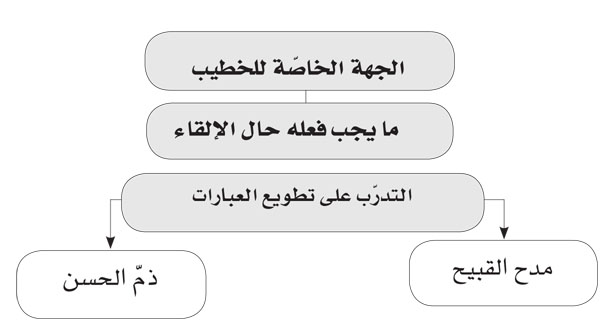 الجهة الخاصّة للخطيب
ما يجب فعله حال الإلقاء
التدرّب على تطويع العبارات
مدح القبيح
ذمّ الحسن